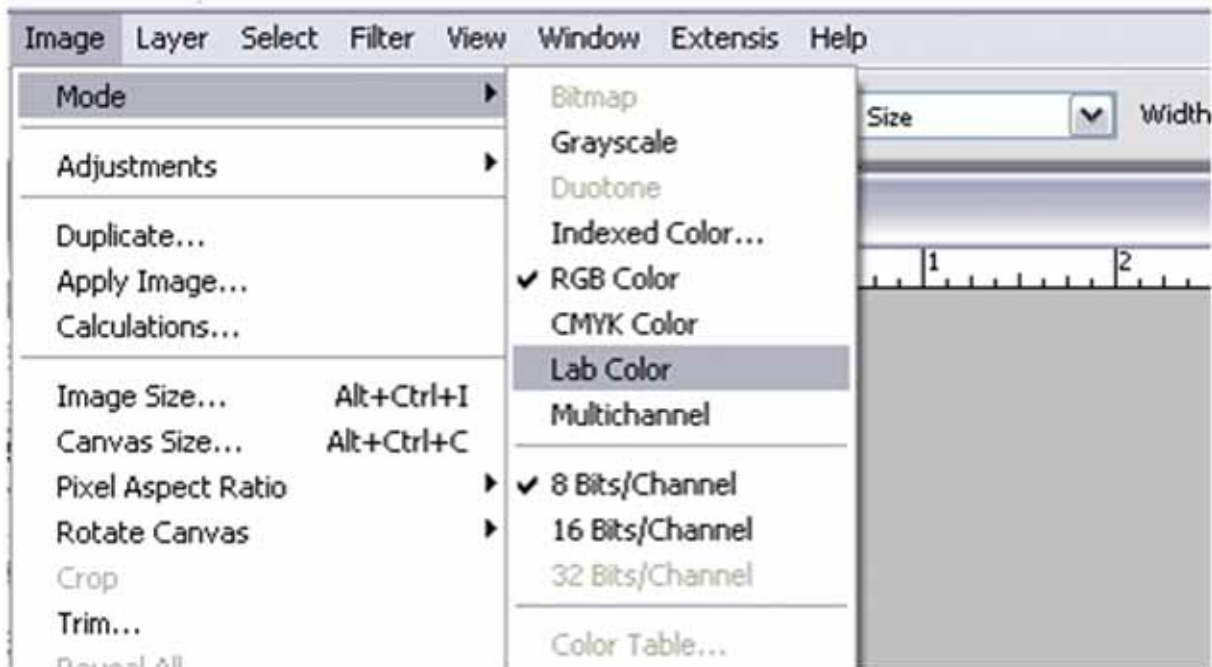 Image Layer Select Filter View Window Extensis Help
Mode
Adjustments
Duplicate...
Apply Image...
Calculations...
Image Size... Alt+Ctrl+I
Canvas Size... Alt+Ctrl+C
Pixel Aspect Ratio
Rotate Canvas
Crop
Trim...
Reveal All
Bitmap
Grayscale
Duotone
Indexed Color...
RGB Color
CMYK Color
Lab Color
Multichannel
8 Bits/Channel
16 Bits/Channel
32 Bits/Channel
Color Table...
Size Width
1 2